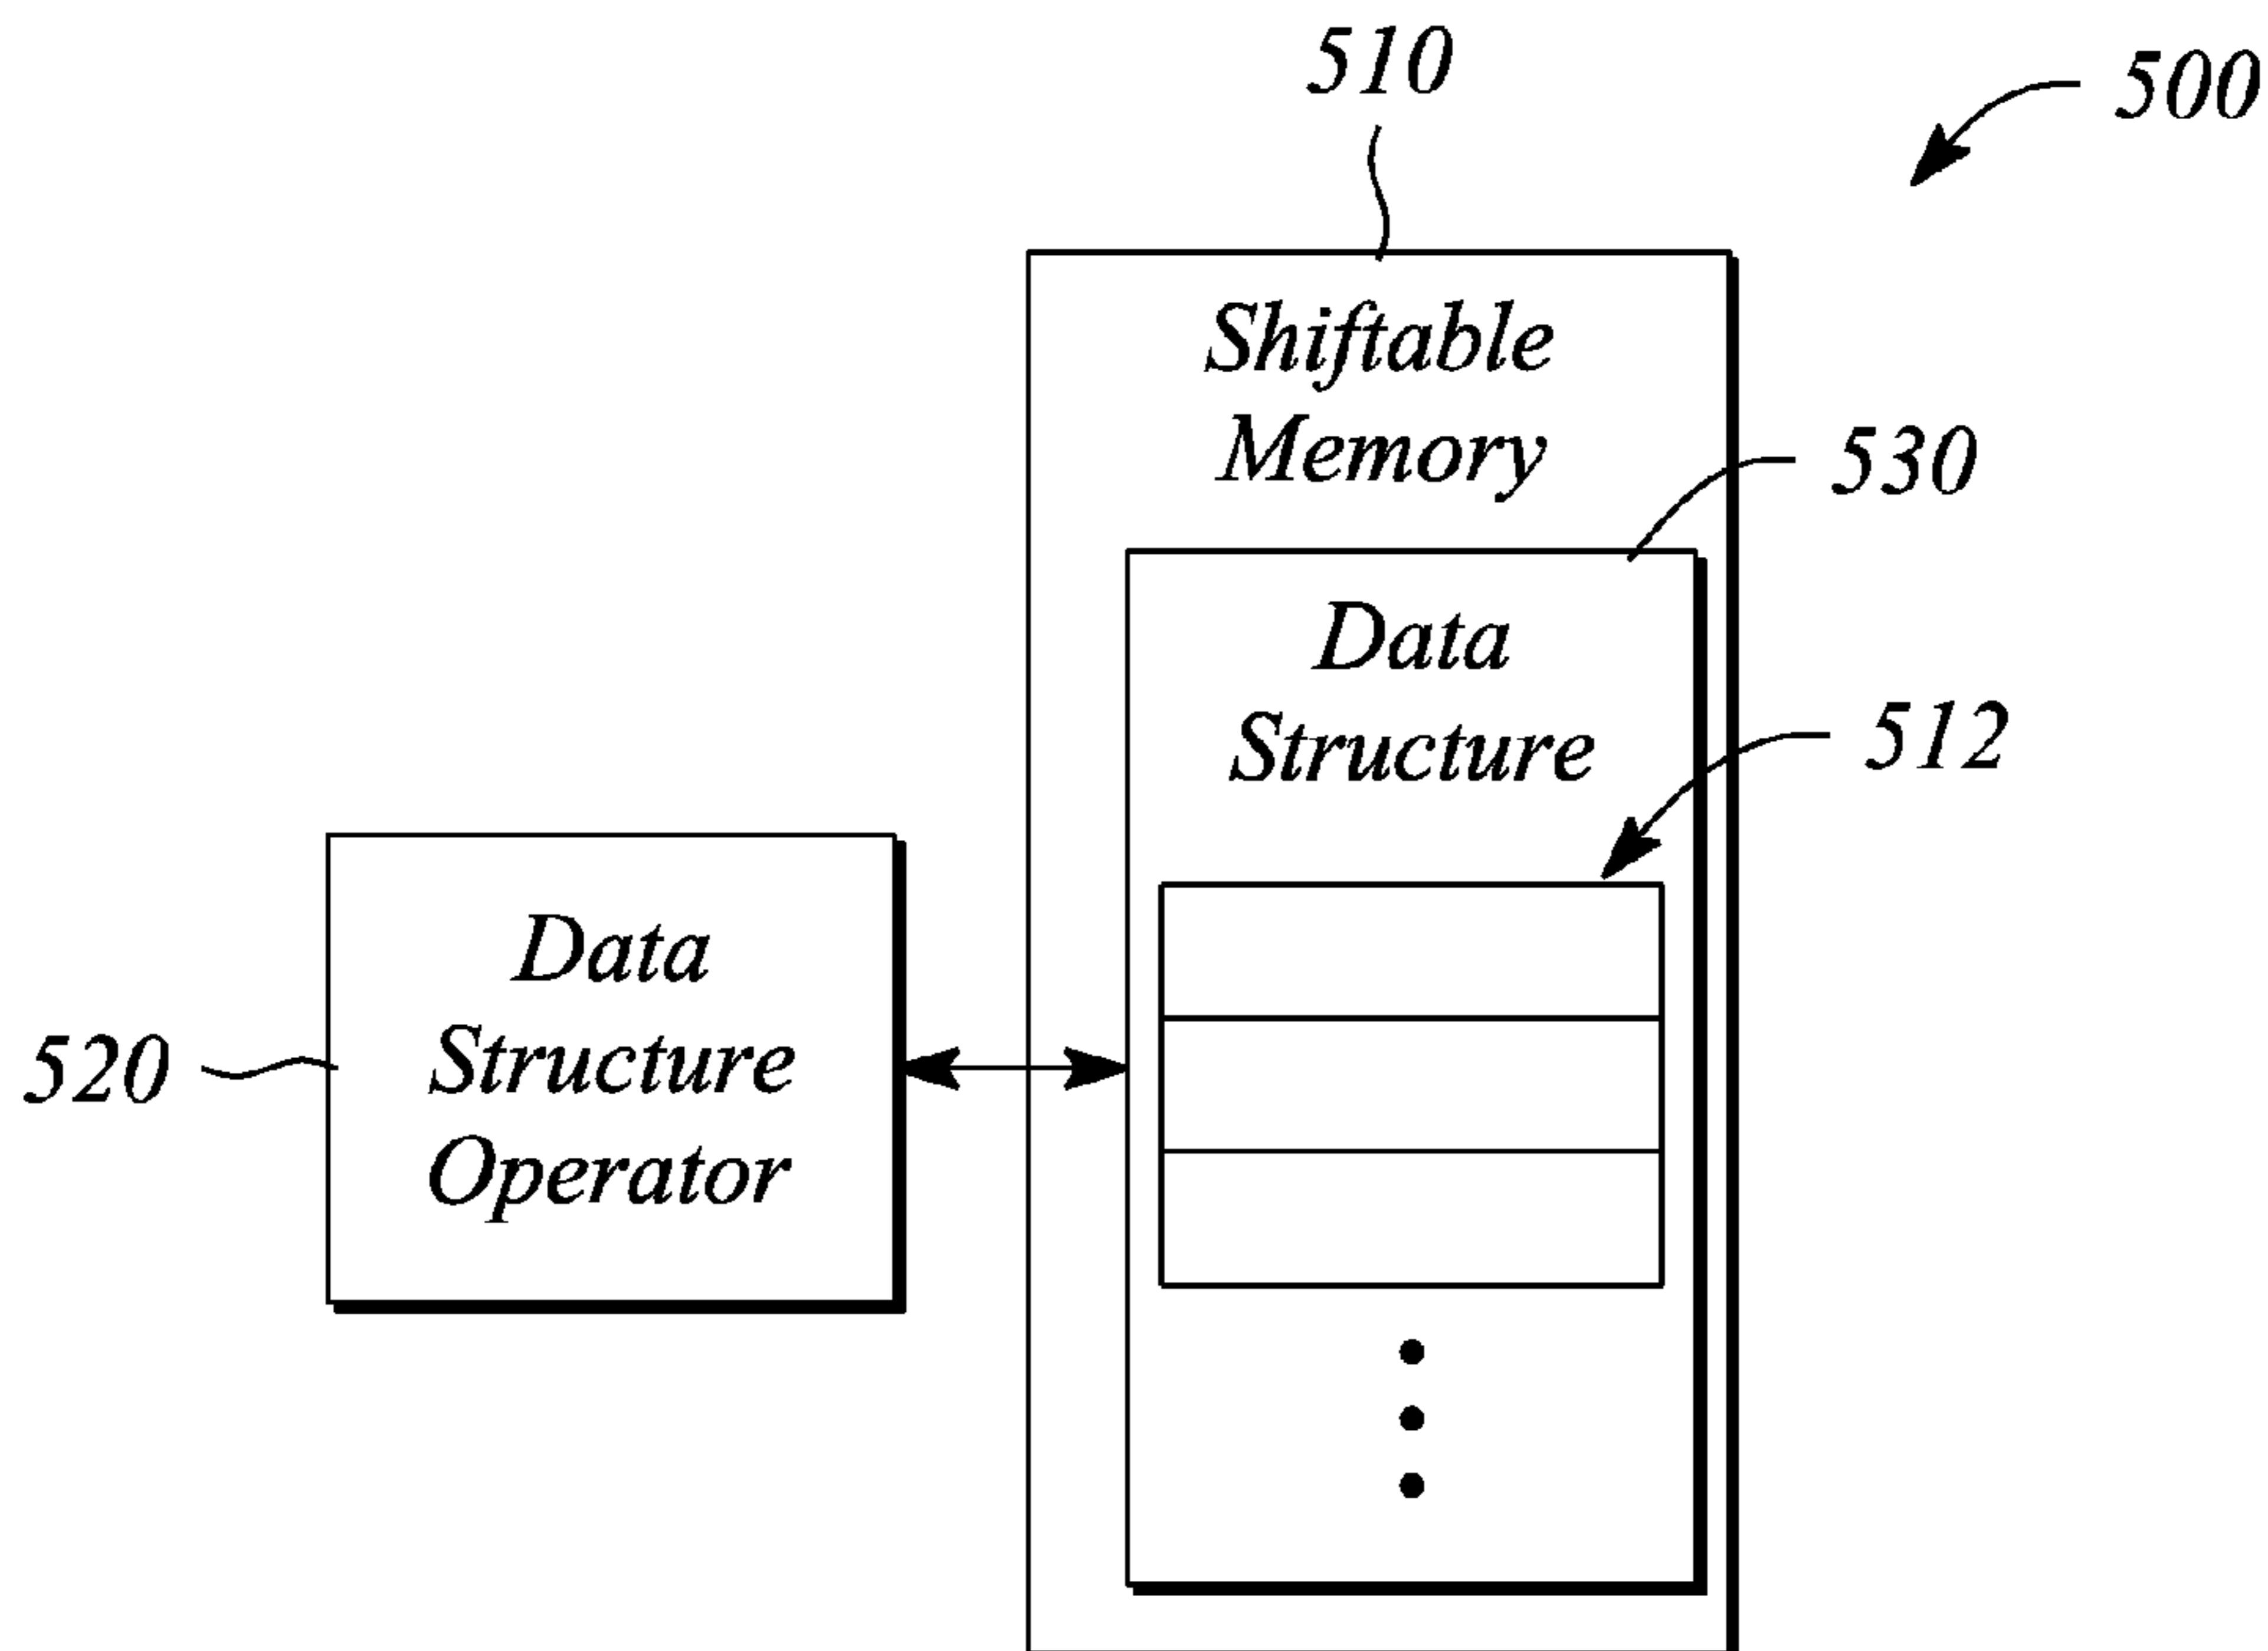 510
500
Shiftable
Memory
530
Data
Structure
512
Data
Structure
Operator
520